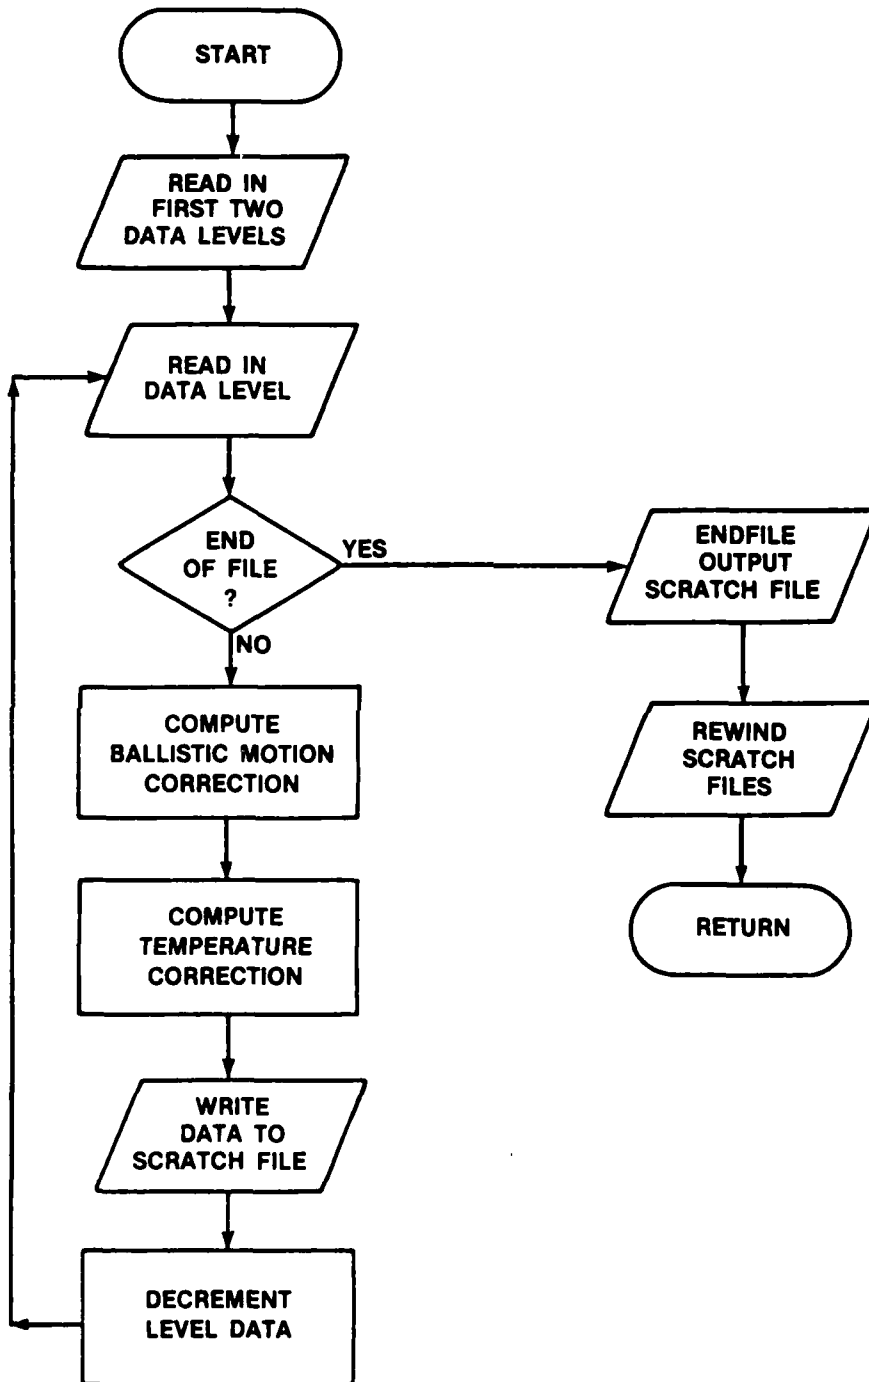 START
READ IN
FIRST TWO
DATA LEVELS
READ IN
DATA LEVEL
END
OF FILE
?
YES
NO
COMPUTE
BALLISTIC MOTION
CORRECTION
COMPUTE
TEMPERATURE
CORRECTION
WRITE
DATA TO
SCRATCH FILE
DECREMENT
LEVEL DATA
ENDFILE
OUTPUT
SCRATCH FILE
REWIND
SCRATCH
FILES
RETURN